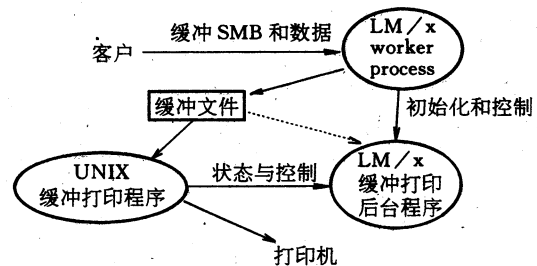 缓冲 SMB 和数据
客户
LM／x
worker
process
缓冲文件
初始化和控制
UNIX
缓冲打印程序
状态与控制
LM／x
缓冲打印
后台程序
打印机